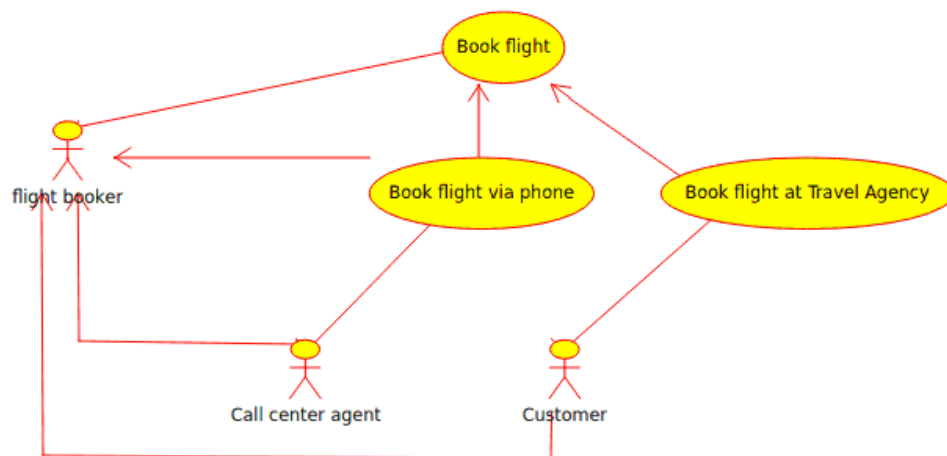 Book flight
flight booker
Book flight via phone
Book flight at Travel Agency
Call center agent
Customer